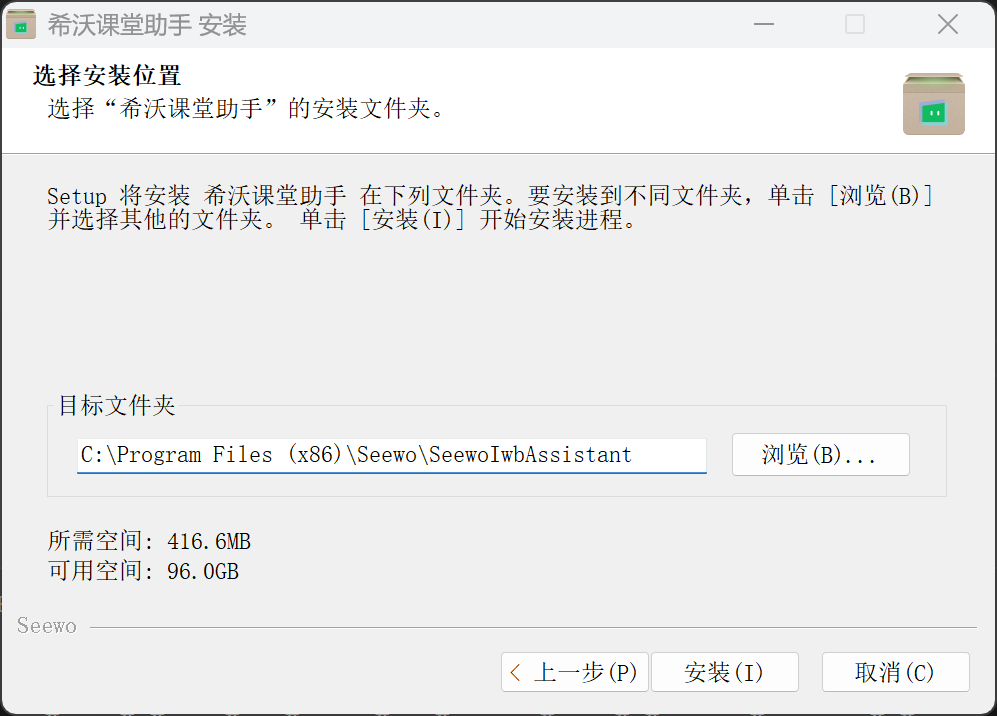 希沃课堂助手 安装
选择安装位置
选择“希沃课堂助手”的安装文件夹。
Setup 将安装 希沃课堂助手 在下列文件夹。要安装到不同文件夹，单击 [浏览(B)]
并选择其他的文件夹。 单击 [安装(I)] 开始安装进程。
目标文件夹
C:\Program Files (x86)\Seewo\SeewoIwbAssistant
浏览(B)...
所需空间: 416.6MB
可用空间: 96.0GB
Seewo
< 上一步(P)
安装(I)
取消(C)